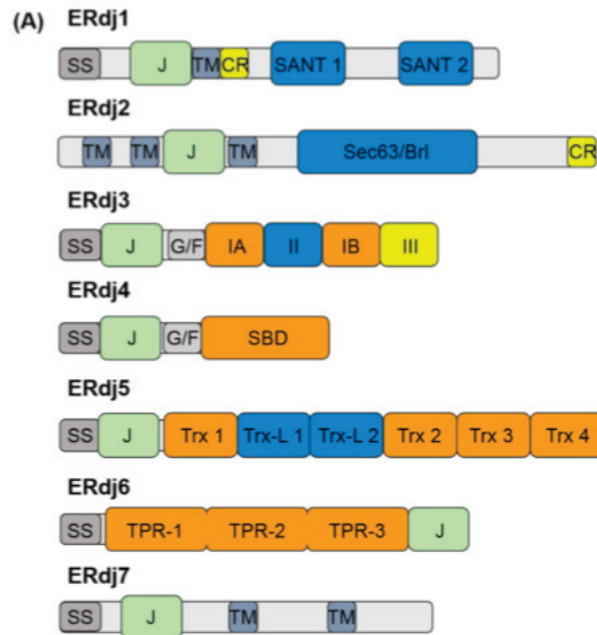 (A)
ERdj1
SS J TM CR SANT 1 SANT 2
ERdj2
TM TM J TM Sec63/Brl CR
ERdj3
SS J G/F IA II IB III
ERdj4
SS J G/F SBD
ERdj5
SS J Trx 1 Trx-L 1 Trx-L 2 Trx 2 Trx 3 Trx 4
ERdj6
SS TPR-1 TPR-2 TPR-3 J
ERdj7
SS J TM TM